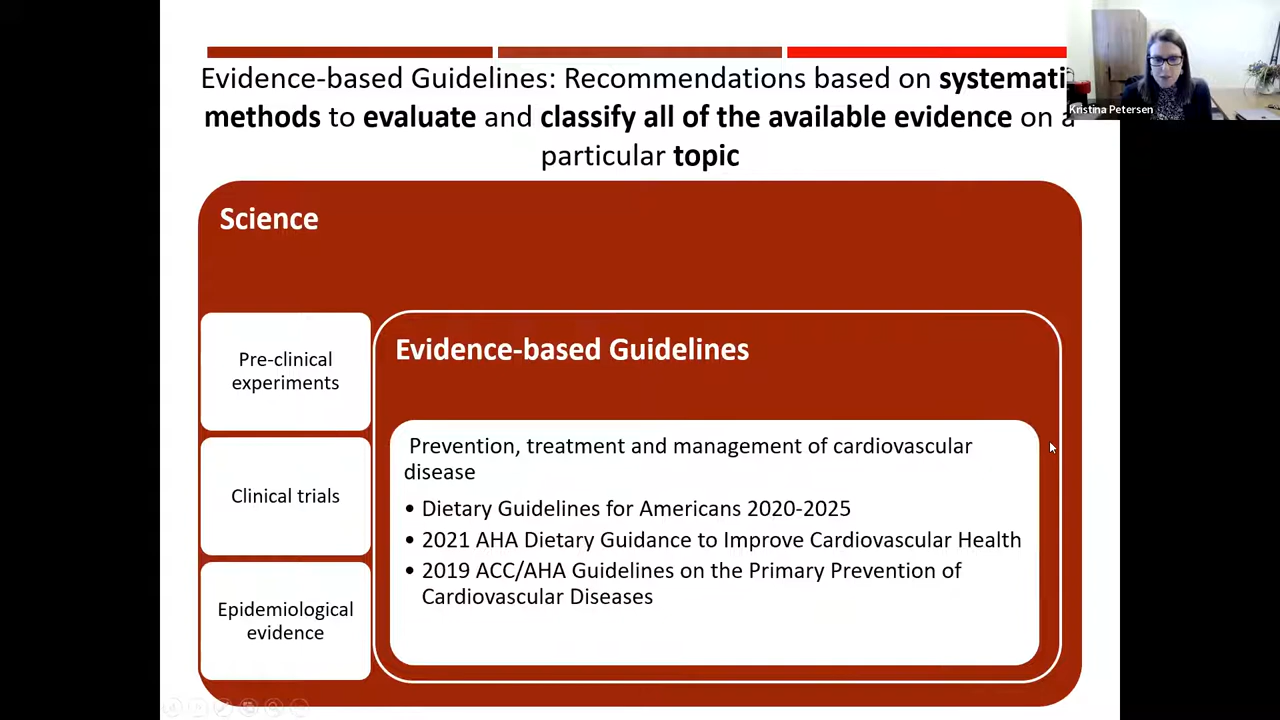 Evidence-based Guidelines: Recommendations based on systemati
methods to evaluate and classify all of the available evidence on a
particular topic
Kristina Petersen
Science
Pre-clinical
experiments
Clinical trials
Epidemiological
evidence
Evidence-based Guidelines
Prevention, treatment and management of cardiovascular
disease
• Dietary Guidelines for Americans 2020-2025
• 2021 AHA Dietary Guidance to Improve Cardiovascular Health
• 2019 ACC/AHA Guidelines on the Primary Prevention of
Cardiovascular Diseases